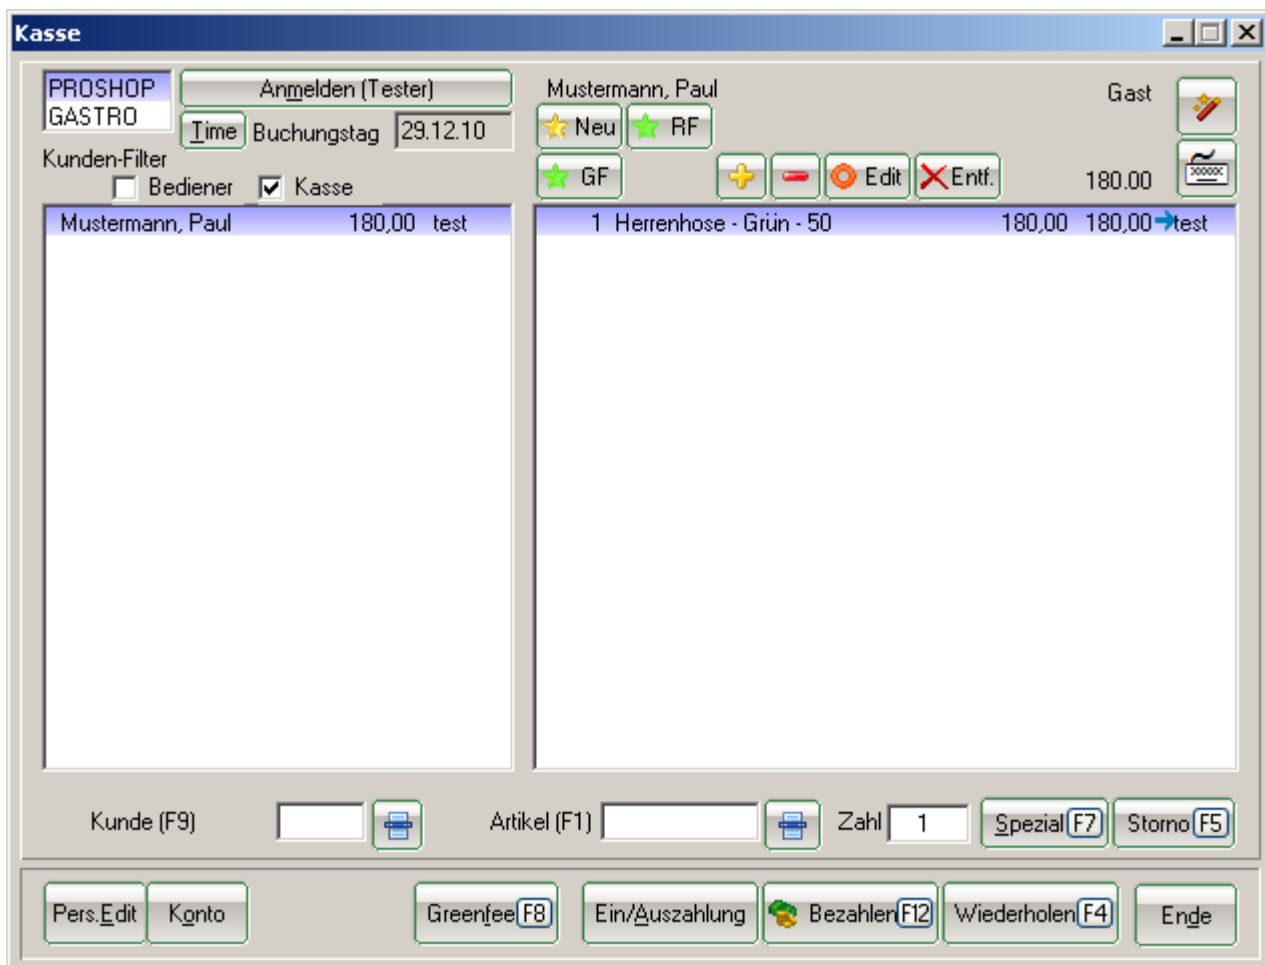 Kasse
PROSHOP
GASTRO
Anmelden (Tester)
Time Buchungstag 29.12.10
Kunden-Filter
Bediener Kasse
Mustermann, Paul Gast
Neu RF
GF Edit Entf. 180.00
Mustermann, Paul 180,00 test
1 Herrenhose - Grün - 50 180,00 180,00 test
Kunde (F9) Artikel (F1) Zahl 1 Spezial F7 Storno F5
Pers.Edit Konto Greenfee F8 Ein/Auszahlung Bezahlen F12 Wiederholen F4 Ende